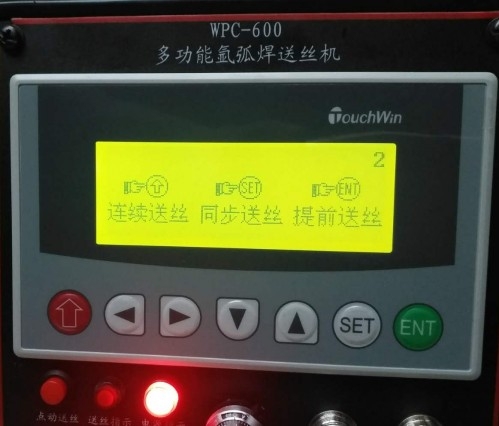 WPC-600
多功能氩弧焊送丝机
TouchWin
2
SET ENT
连续送丝 同步送丝 提前送丝
SET ENT
点动送丝 送丝指示